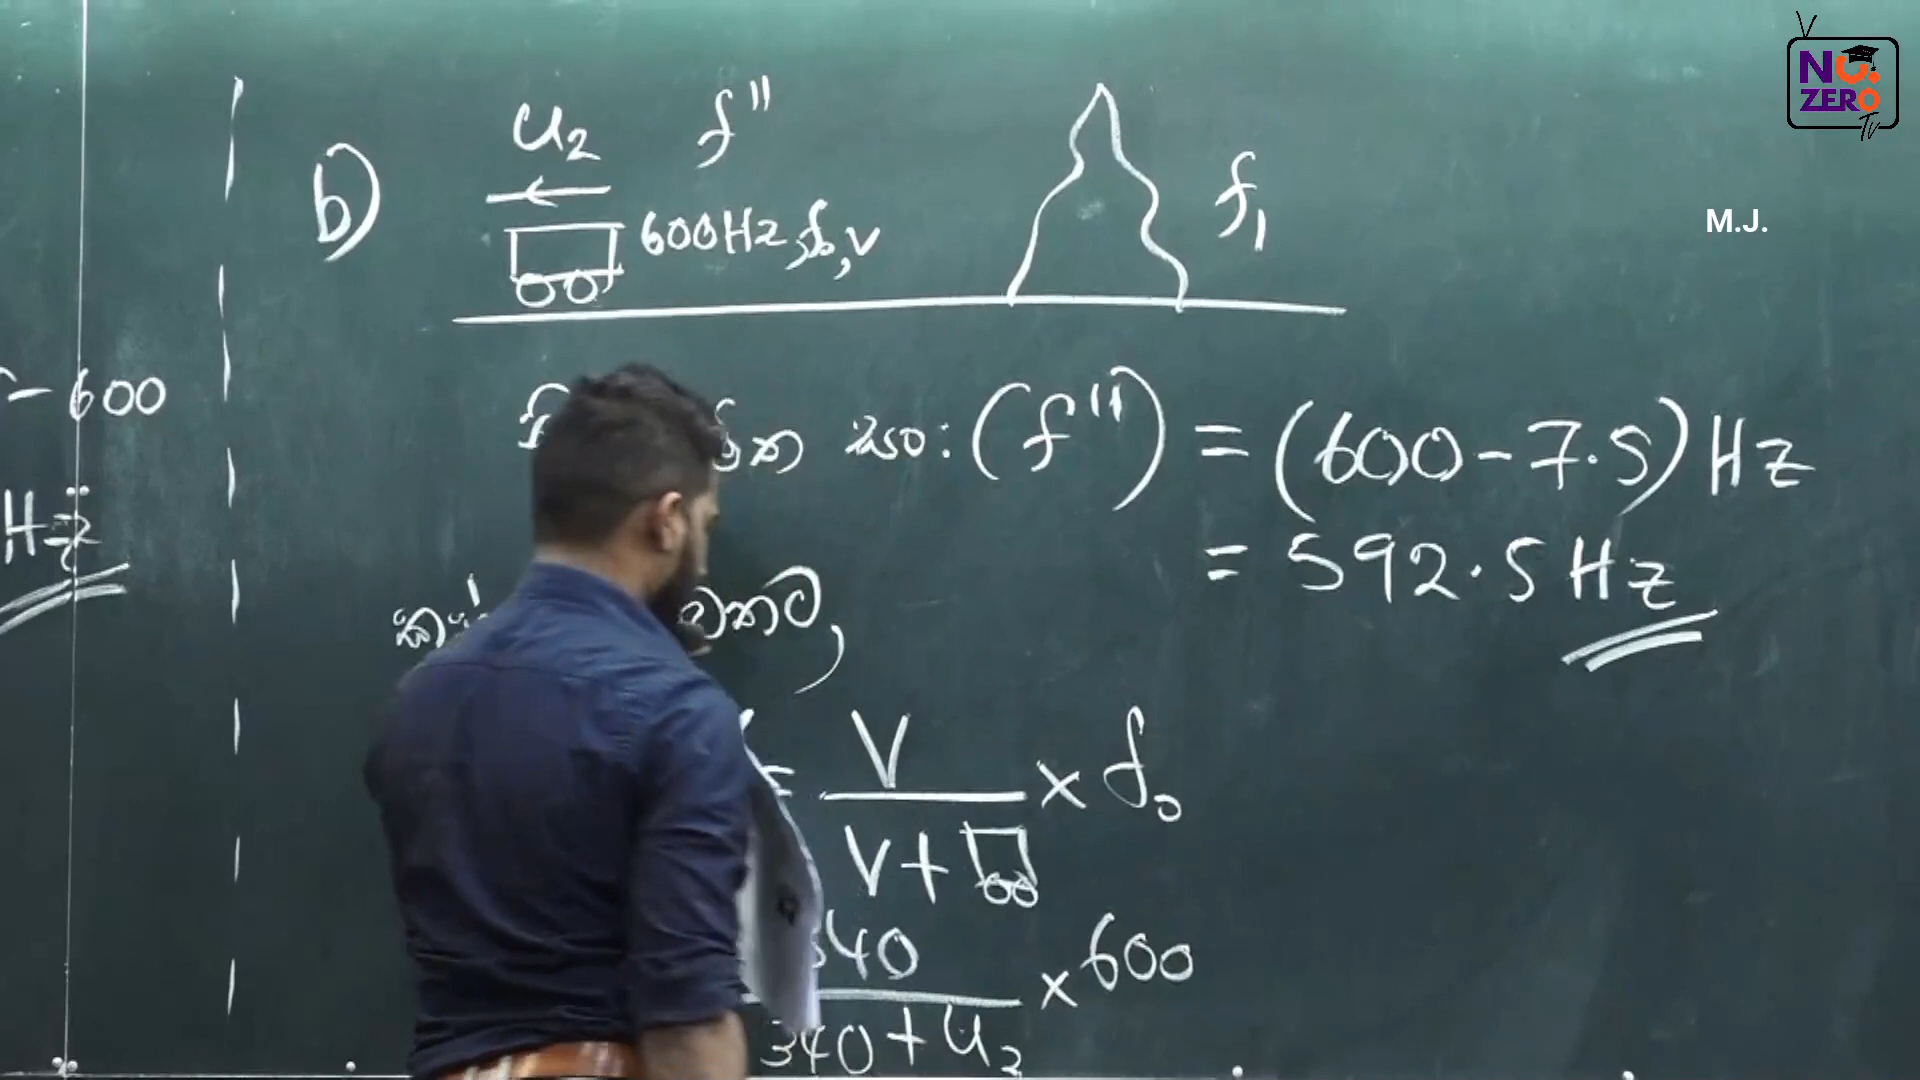 NO. ZERO TV
M.J.
b)
u₂ f''
600Hz, f₀, v
f₁
- 600
Hz
(f'') = (600 - 7.5) Hz
= 592.5 Hz
= V / (V + ) × f₀
340 / (340 + u₂) × 600